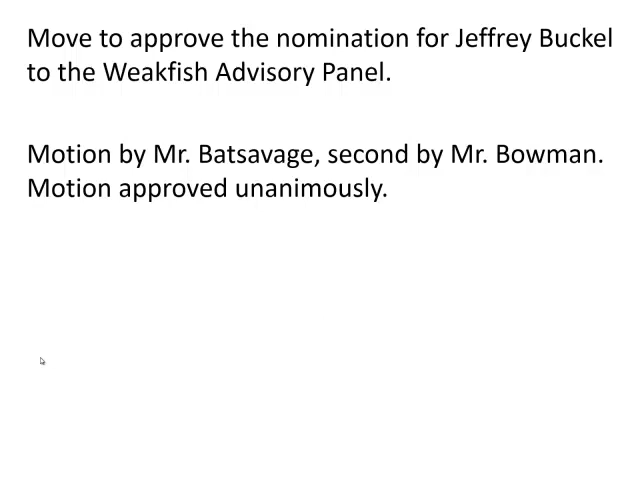 Move to approve the nomination for Jeffrey Buckel
to the Weakfish Advisory Panel.
Motion by Mr. Batsavage, second by Mr. Bowman.
Motion approved unanimously.